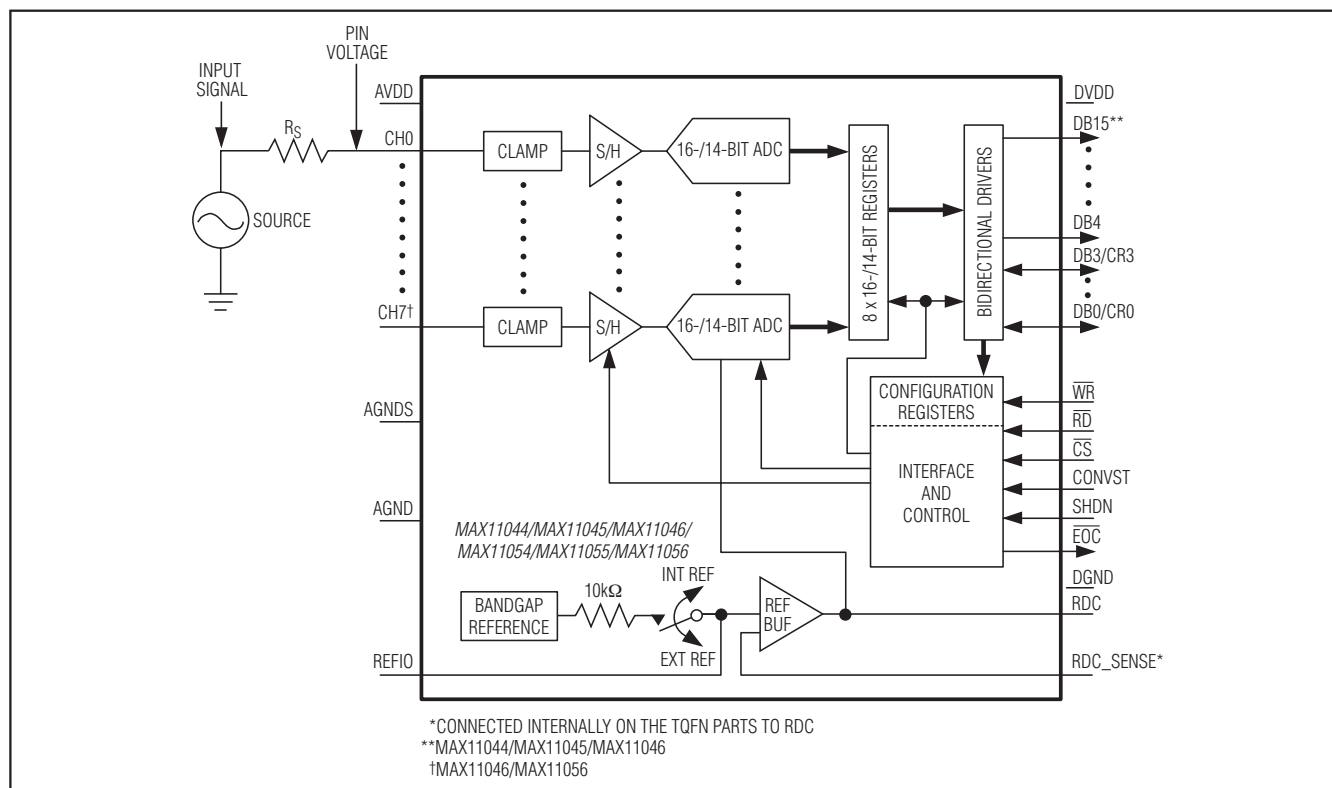 PIN
VOLTAGE
INPUT
SIGNAL
RS
SOURCE
AVDD
CH0
CH7†
AGNDS
AGND
REFIO
CLAMP
S/H
16-/14-BIT ADC
CLAMP
S/H
16-/14-BIT ADC
8 x 16-/14-BIT REGISTERS
BIDIRECTIONAL DRIVERS
CONFIGURATION
REGISTERS
INTERFACE
AND
CONTROL
DVDD
DB15**
DB4
DB3/CR3
DB0/CR0
WR
RD
CS
CONVST
SHDN
EOC
DGND
RDC
RDC_SENSE*
MAX11044/MAX11045/MAX11046/
MAX11054/MAX11055/MAX11056
BANDGAP
REFERENCE
10kΩ
INT REF
EXT REF
REF
BUF
*CONNECTED INTERNALLY ON THE TQFN PARTS TO RDC
**MAX11044/MAX11045/MAX11046
†MAX11046/MAX11056